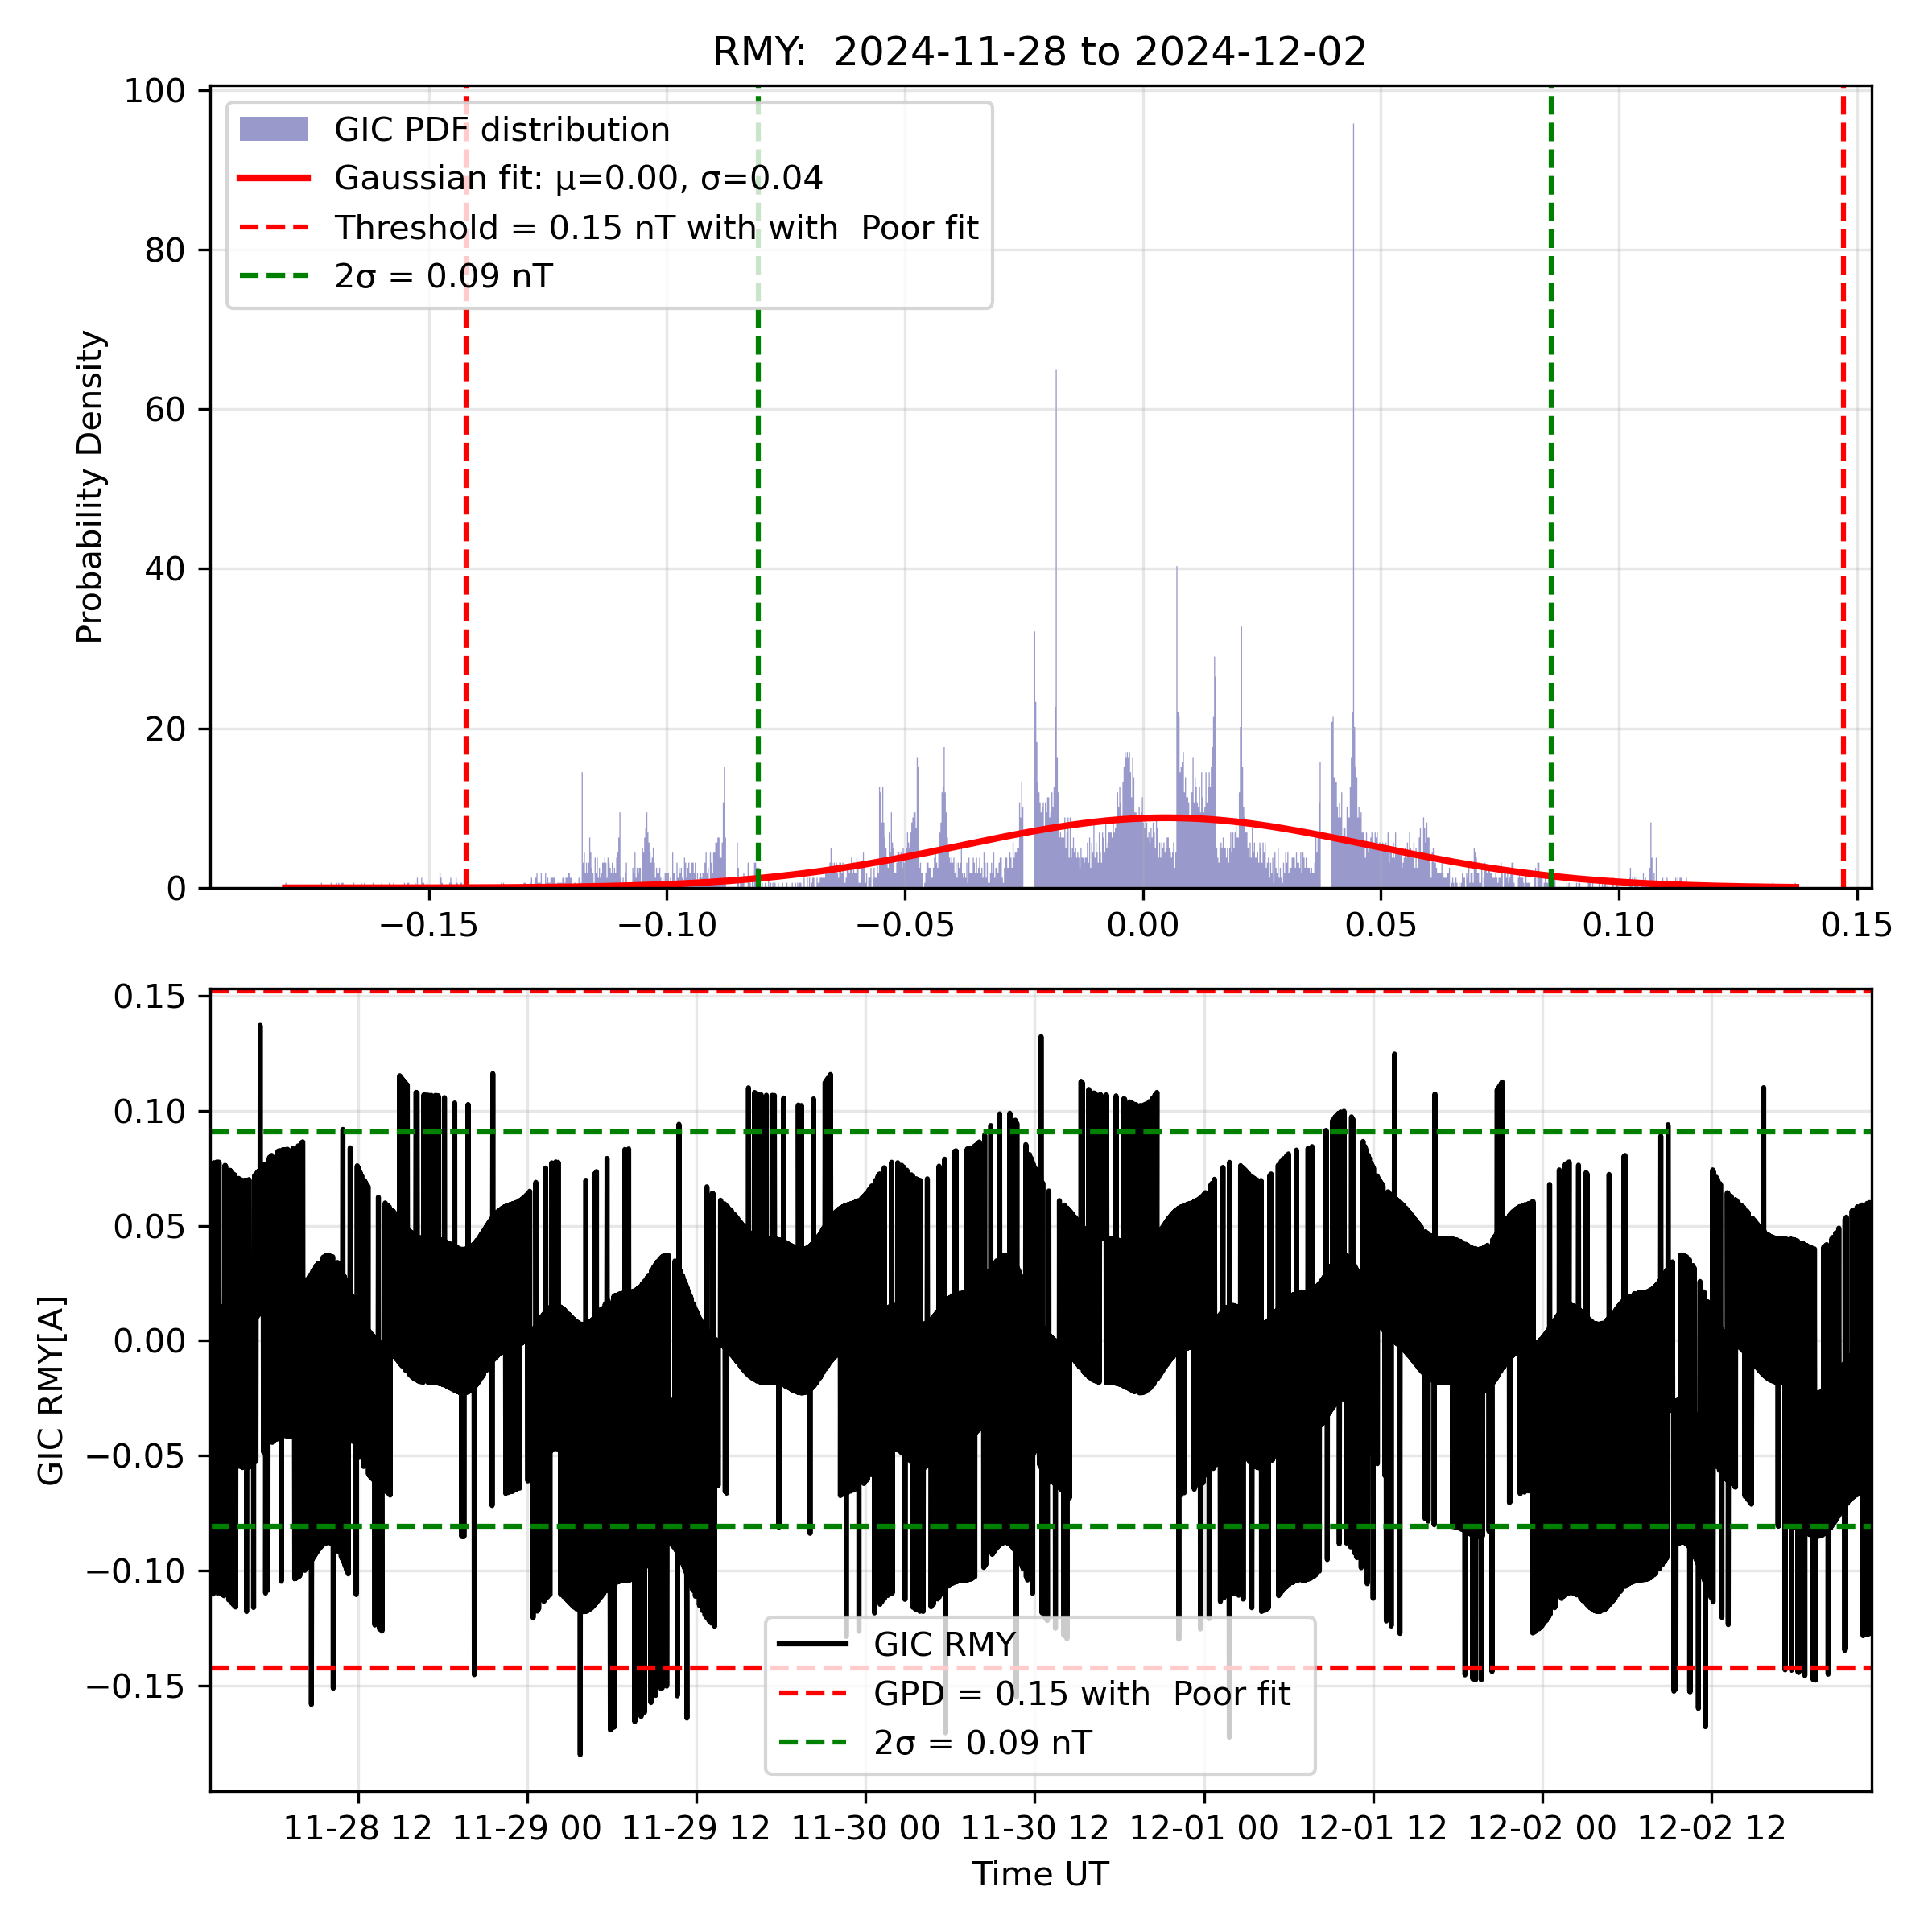 RMY:  2024-11-28 to 2024-12-02
100
80
60
40
20
0
Probability Density
GIC PDF distribution
Gaussian fit: μ=0.00, σ=0.04
Threshold = 0.15 nT with with  Poor fit
2σ = 0.09 nT
−0.15 −0.10 −0.05 0.00 0.05 0.10 0.15
0.15
0.10
0.05
0.00
−0.05
−0.10
−0.15
GIC RMY[A]
GIC RMY
GPD = 0.15 with  Poor fit
2σ = 0.09 nT
11-28 12 11-29 00 11-29 12 11-30 00 11-30 12 12-01 00 12-01 12 12-02 00 12-02 12
Time UT